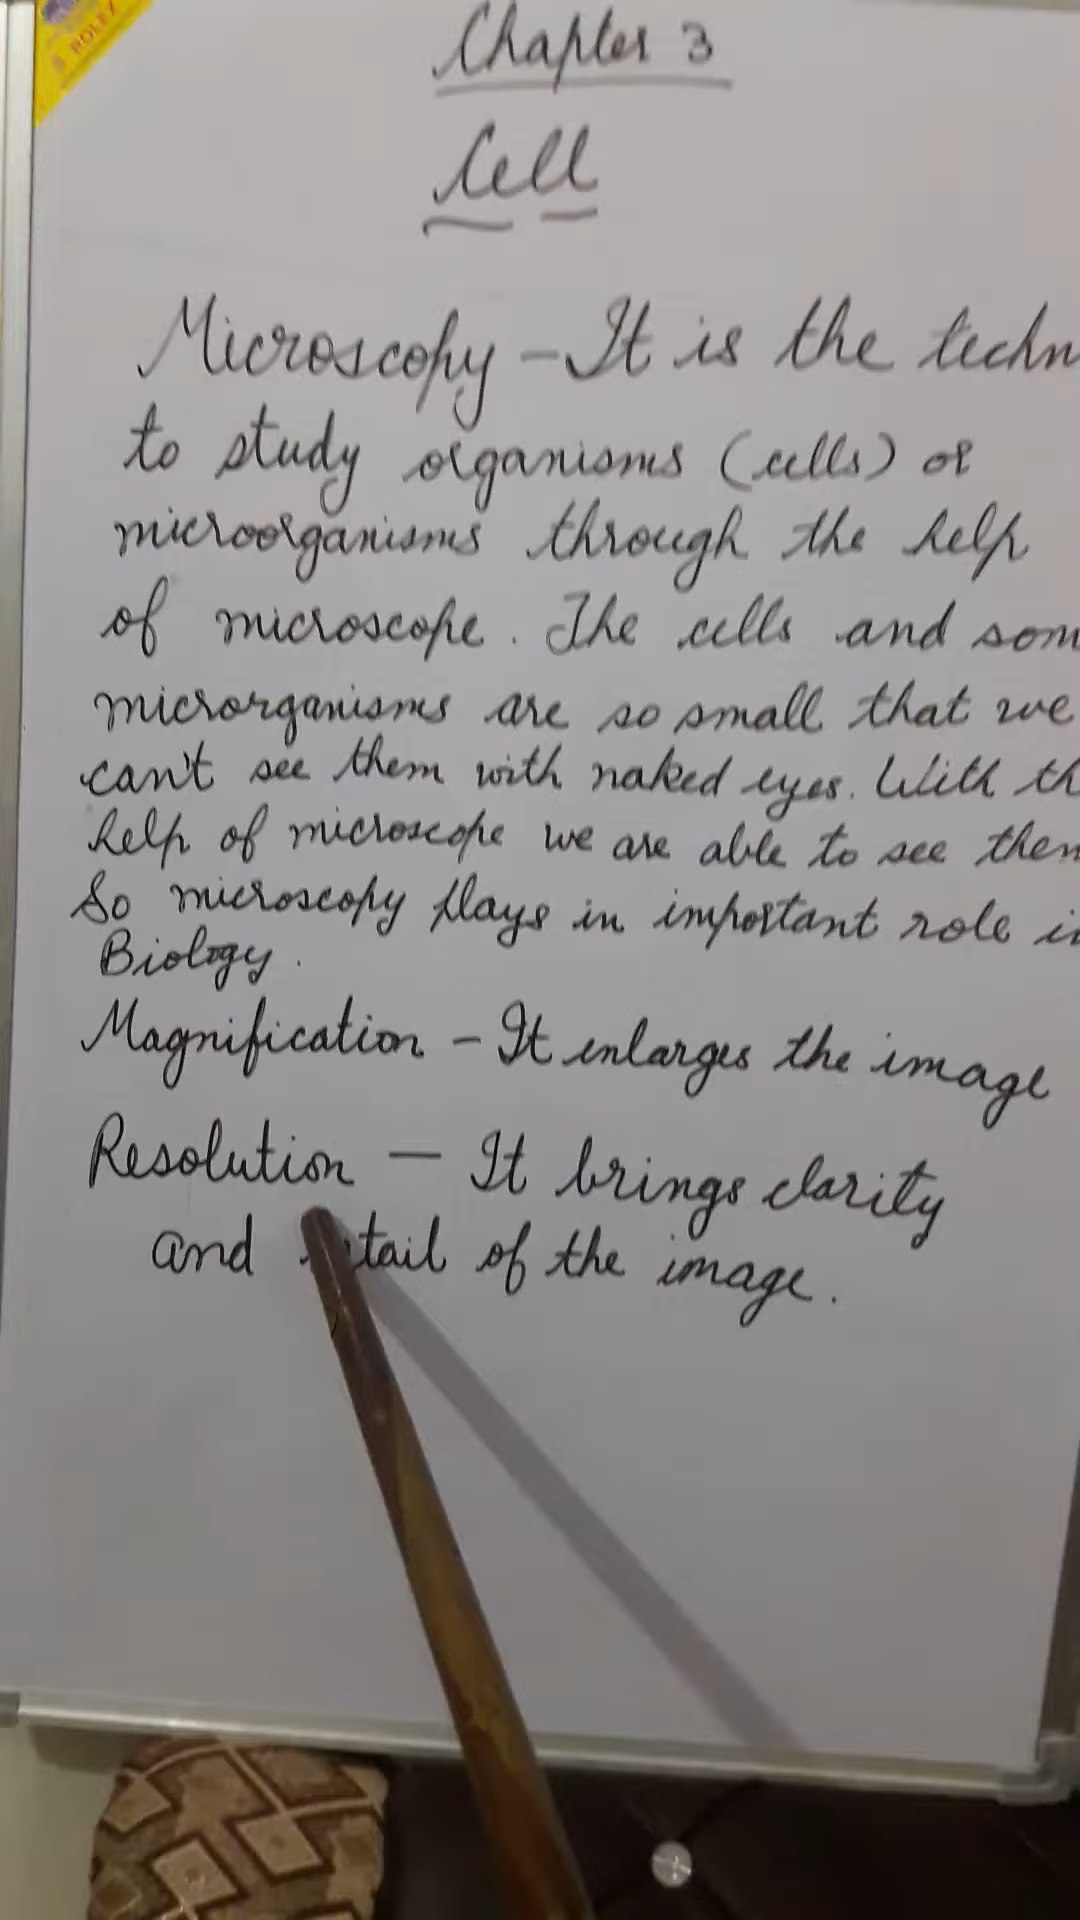 ROLEX
Chapter 3
Cell
Microscopy - It is the techn
to study organisms (cells) or
microorganisms through the help
of microscope. The cells and som
microrganisms are so small that we
can't see them with naked eyes. With th
help of microscope we are able to see them
So microscopy plays in important role in
Biology.
Magnification - It enlarges the image
Resolution - It brings clarity
and tail of the image.